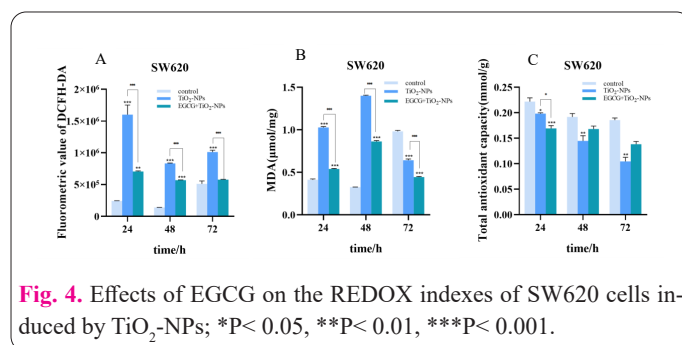 A
SW620
control
TiO₂-NPs
EGCG+TiO₂-NPs
Fluorometric value of DCFH-DA
2×10⁶
1×10⁶
5×10⁶
5×10⁶
0
*** *** **
*** *** ***
*** ***
24 48 72
time/h
B
SW620
control
TiO₂-NPs
EGCG+TiO₂-NPs
MDA(μmol/mg)
1.5
1.0
0.5
0.0
*** *** ***
*** *** ***
*** *** ***
24 48 72
time/h
C
SW620
control
TiO₂-NPs
EGCG+TiO₂-NPs
Total antioxidant capacity(mmol/g)
0.25
0.20
0.15
0.10
0.05
0.00
* * ***
**
**
24 48 72
time/h
Fig. 4. Effects of EGCG on the REDOX indexes of SW620 cells in-
duced by TiO₂-NPs; *P< 0.05, **P< 0.01, ***P< 0.001.